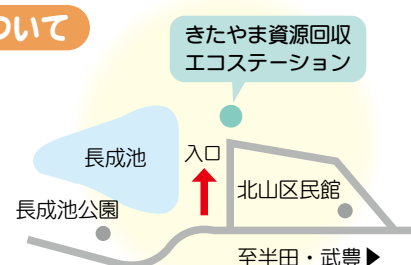 ついて
きたやま資源回収
エコステーション
長成池
入口
北山区民館
長成池公園
至半田・武豊▶